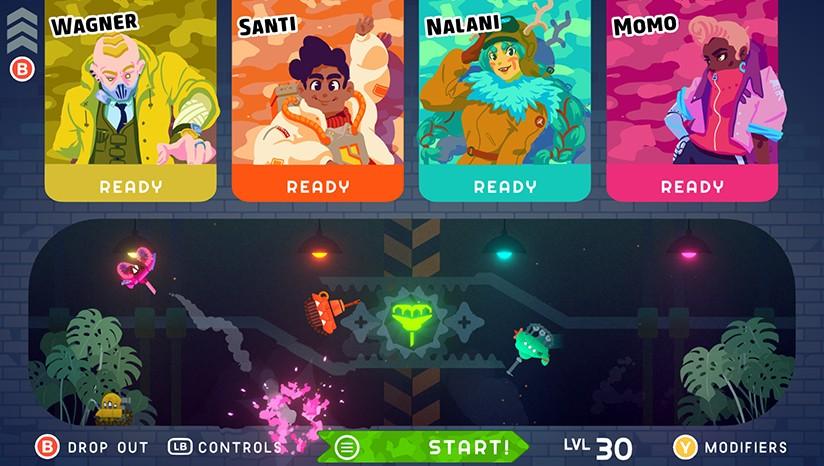 WAGNER
SANTI
NALANI
MOMO
B
READY
READY
READY
READY
B DROP OUT LB CONTROLS START! LVL 30 Y MODIFIERS